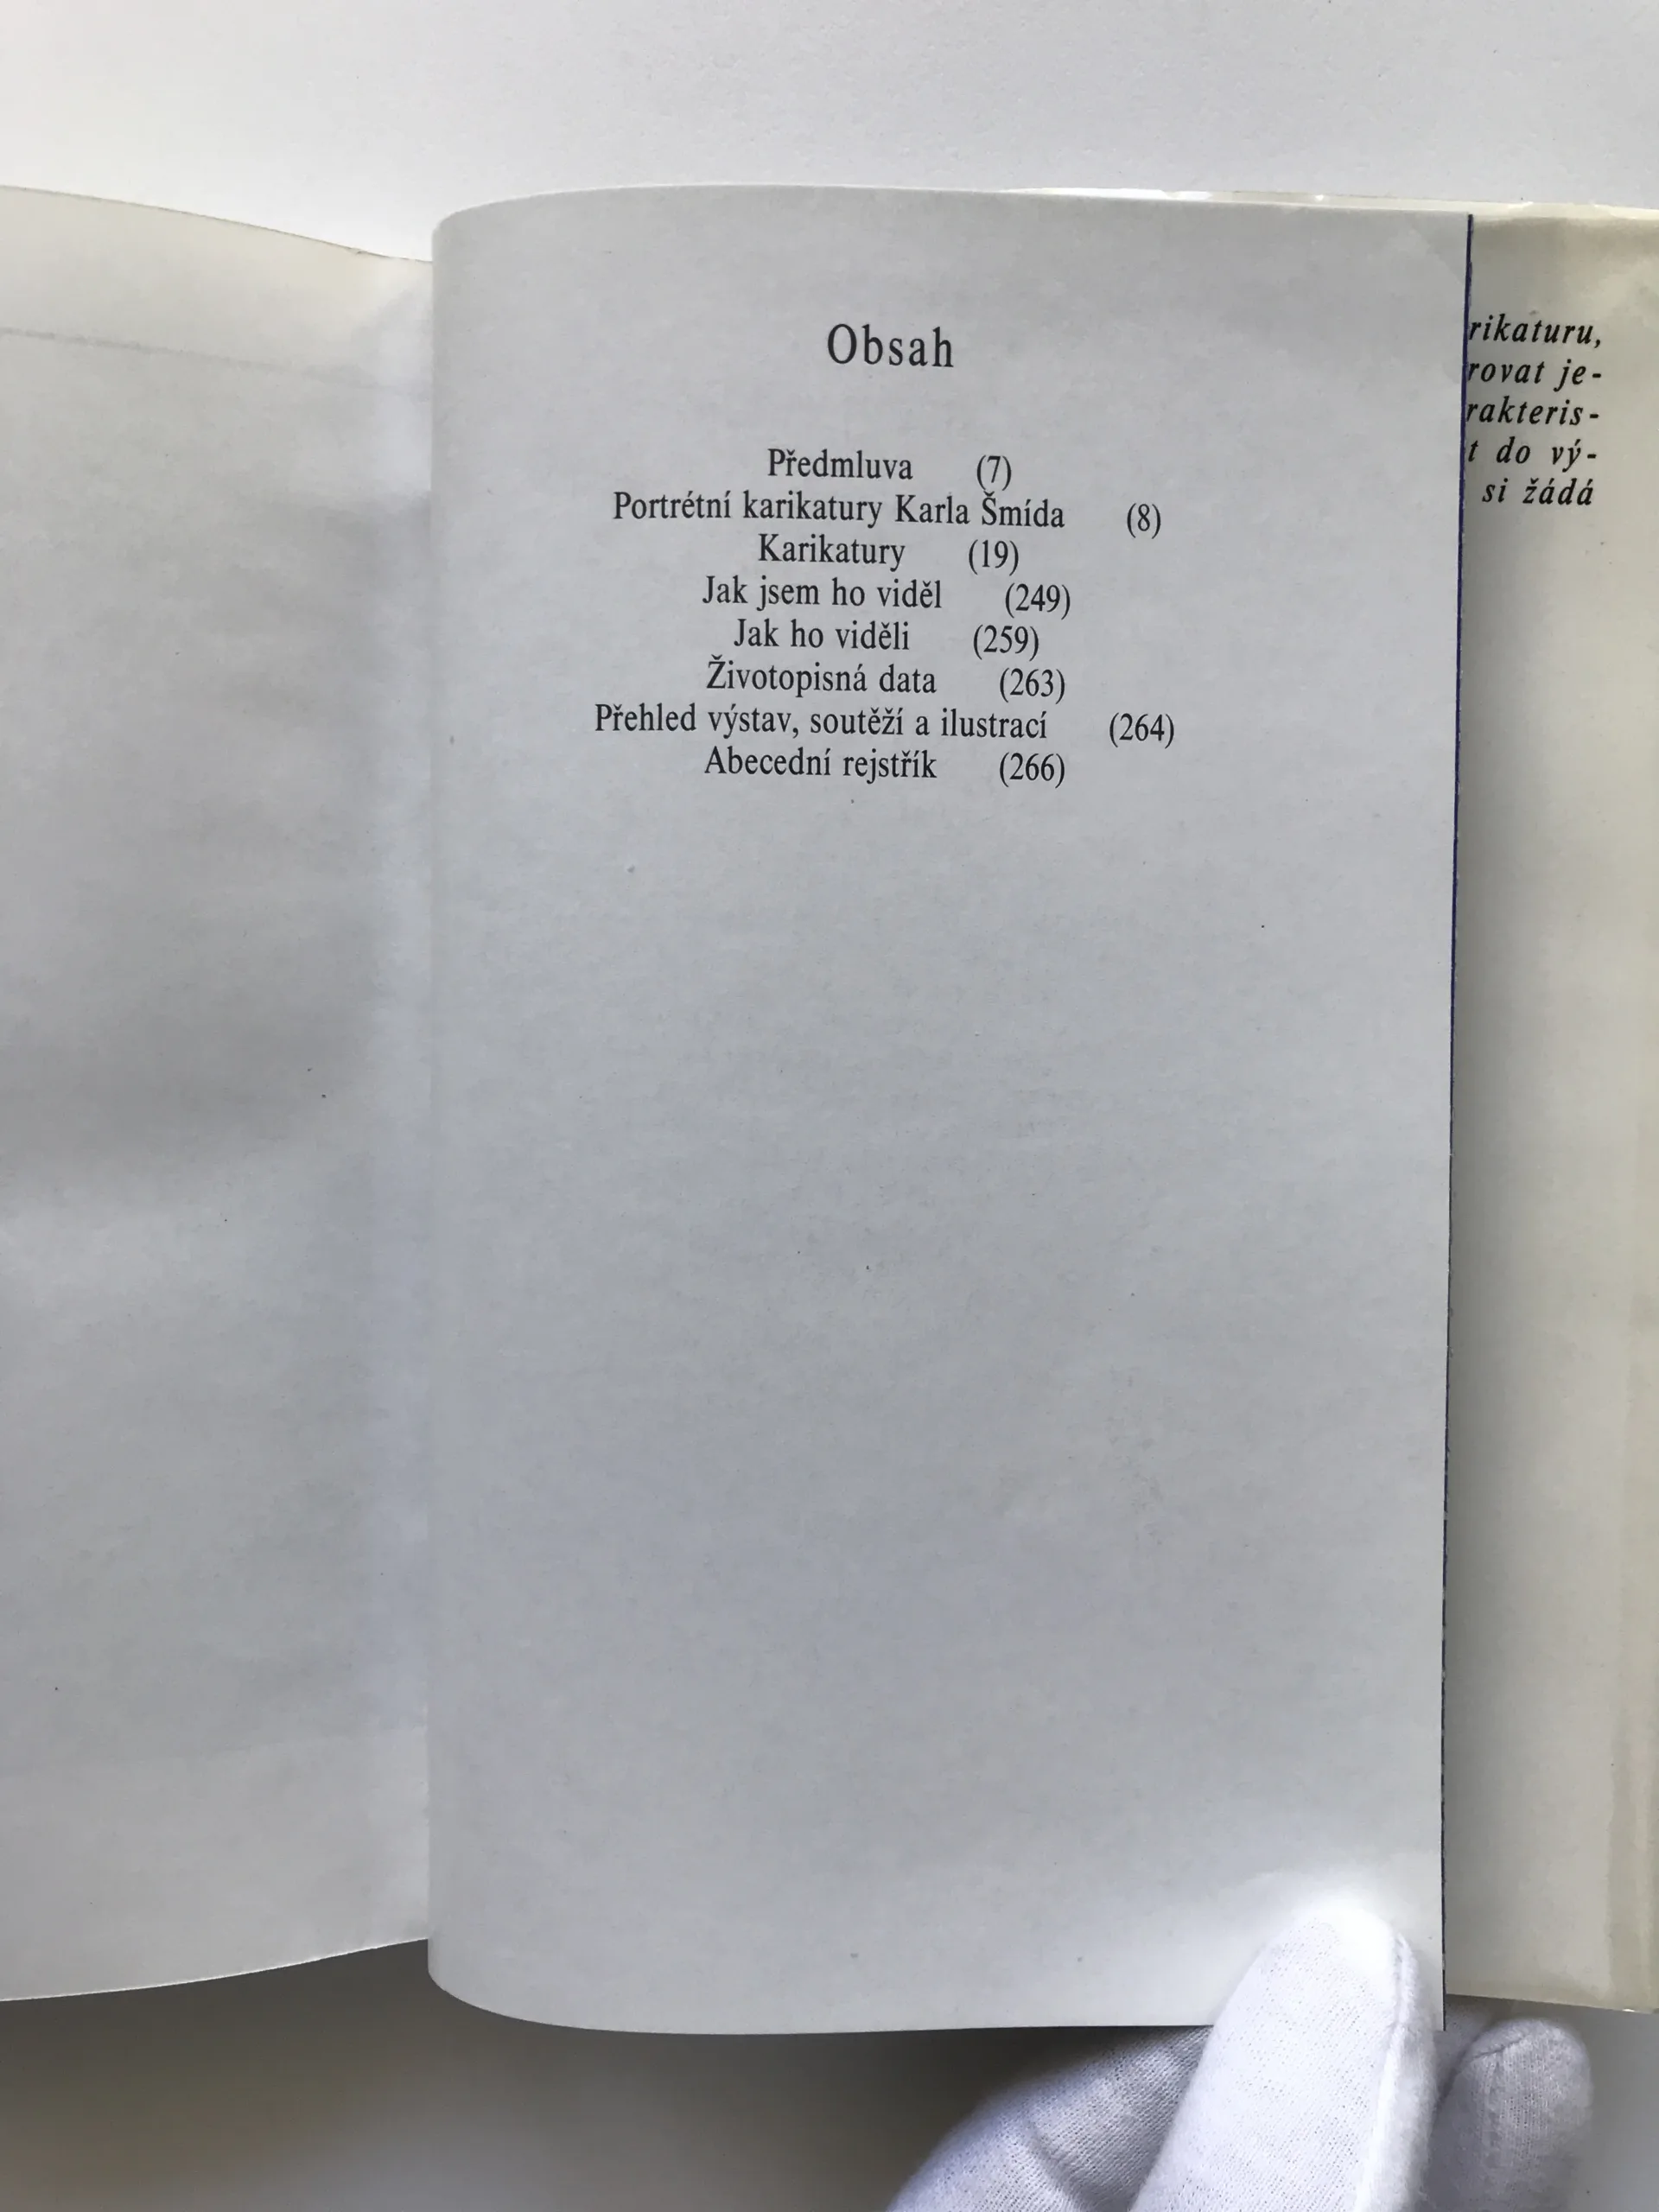 Obsah
Předmluva (7)
Portrétní karikatury Karla Šmída (8)
Karikatury (19)
Jak jsem ho viděl (249)
Jak ho viděli (259)
Životopisná data (263)
Přehled výstav, soutěží a ilustrací (264)
Abecední rejstřík (266)
rikaturu,
rovat je-
rakteris-
t do vý-
si žádá